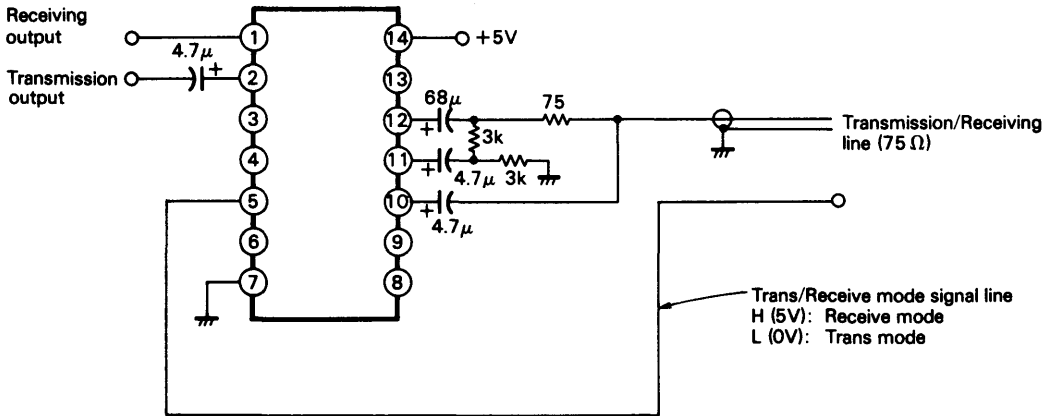 Receiving
output
4.7μ
+
Transmission
output
1
2
3
4
5
6
7
14
13
12
11
10
9
8
+5V
68μ
+
75
3k
+
4.7μ
3k
+
4.7μ
Transmission/Receiving
line (75Ω)
Trans/Receive mode signal line
H (5V): Receive mode
L (0V): Trans mode